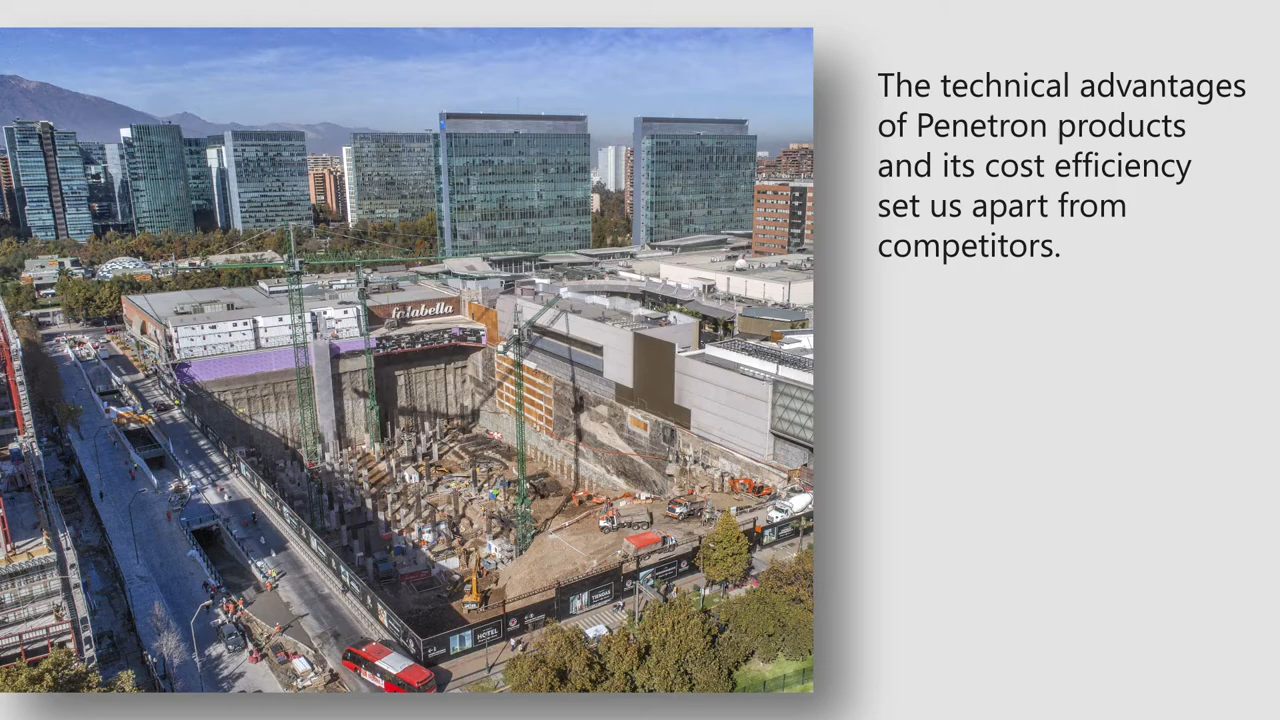 The technical advantages
of Penetron products
and its cost efficiency
set us apart from
competitors.
falabella
HOTEL
TIENDAS